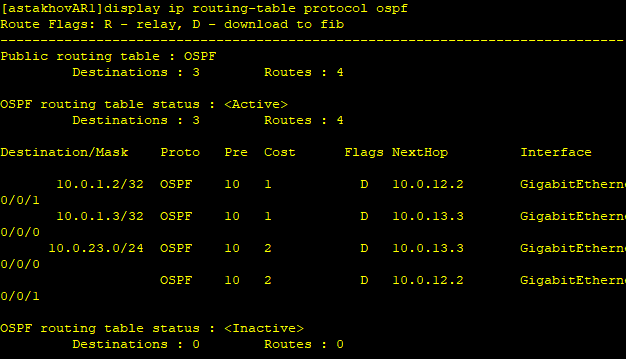 [astakhovAR1]display ip routing-table protocol ospf
Route Flags: R - relay, D - download to fib
------------------------------------------------------------------------------
Public routing table : OSPF
         Destinations : 3        Routes : 4

OSPF routing table status : <Active>
         Destinations : 3        Routes : 4

Destination/Mask    Proto   Pre  Cost      Flags NextHop         Interface

       10.0.1.2/32  OSPF    10   1           D   10.0.12.2       GigabitEtherne
0/0/1
       10.0.1.3/32  OSPF    10   1           D   10.0.13.3       GigabitEtherne
0/0/0
      10.0.23.0/24  OSPF    10   2           D   10.0.13.3       GigabitEtherne
0/0/0
                    OSPF    10   2           D   10.0.12.2       GigabitEtherne
0/0/1

OSPF routing table status : <Inactive>
         Destinations : 0        Routes : 0